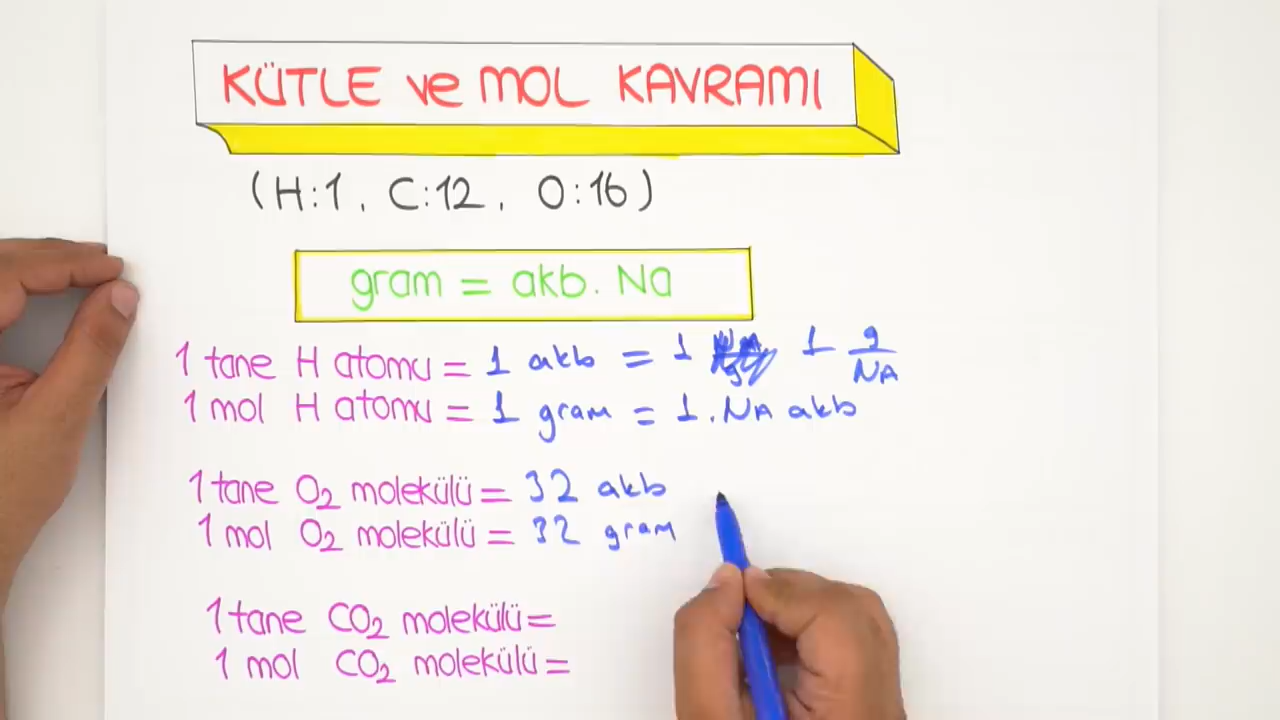 KÜTLE ve MOL KAVRAMI
(H:1, C:12, O:16)
gram = akb. Na
1 tane H atomu = 1 akb = 1 1 g/NA
1 mol H atomu = 1 gram = 1.NA akb
1 tane O₂ molekülü = 32 akb
1 mol O₂ molekülü = 32 gram
1 tane CO₂ molekülü =
1 mol CO₂ molekülü =